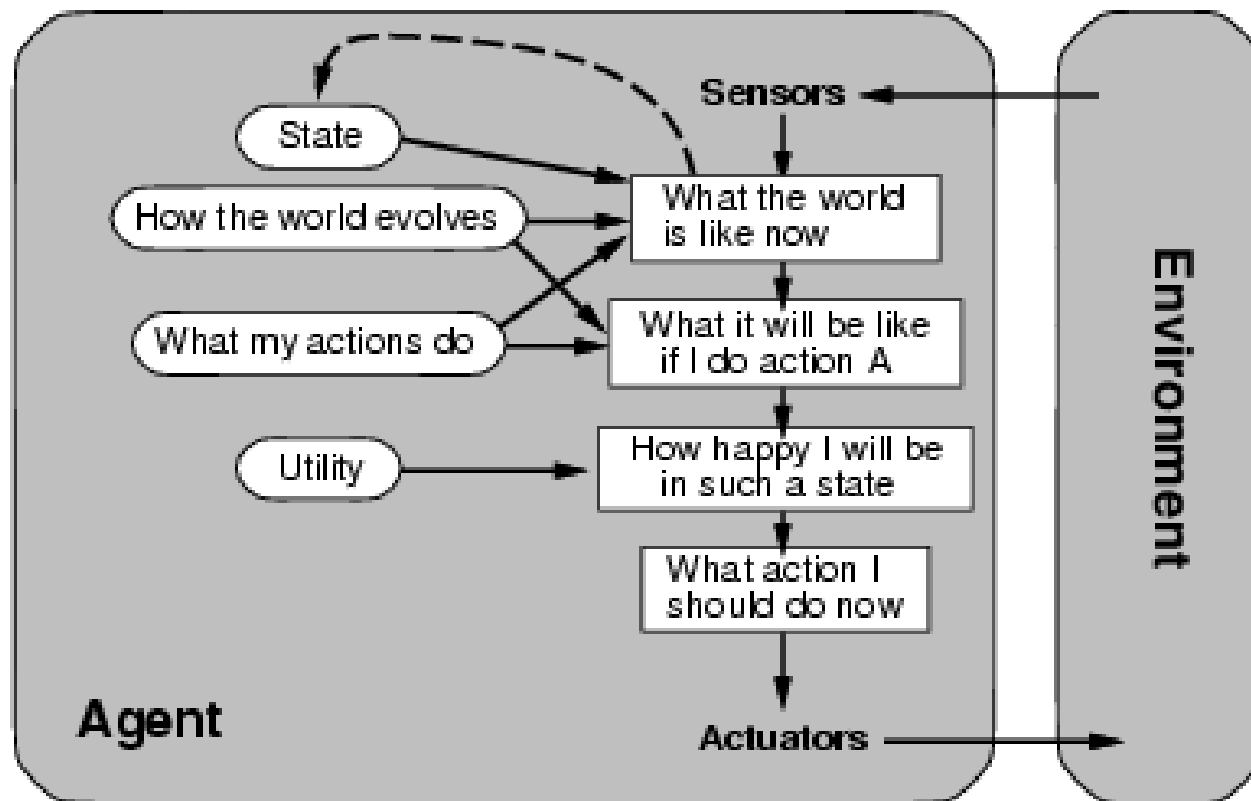 Sensors
State
What the world
is like now
How the world evolves
What it will be like
if I do action A
What my actions do
How happy I will be
in such a state
Utility
What action I
should do now
Agent
Actuators
Environment